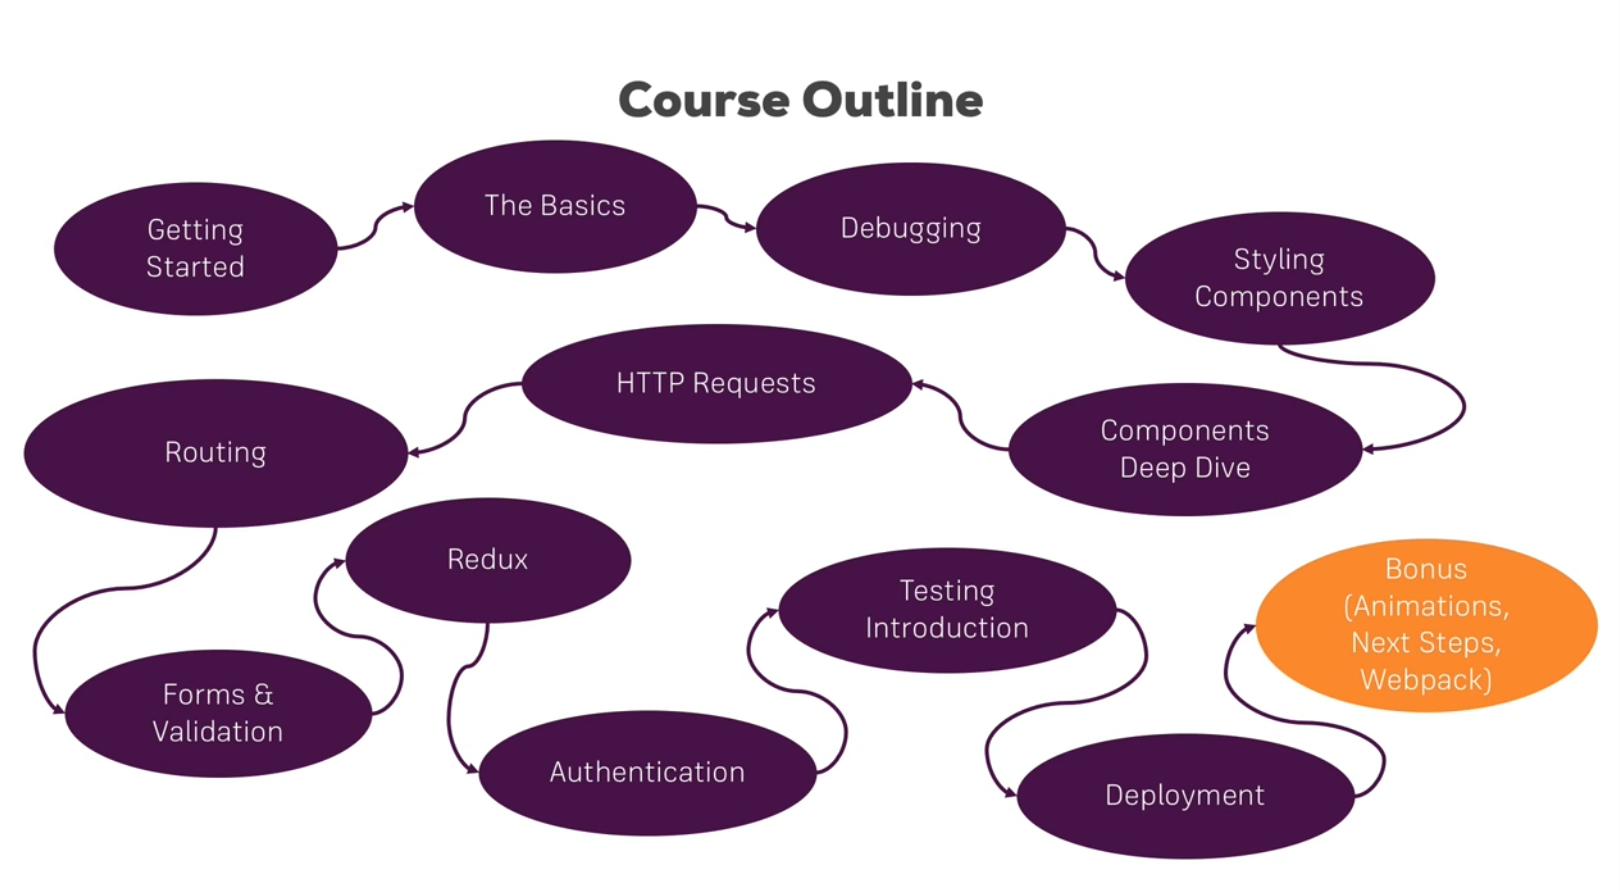 Course Outline
Getting
Started
The Basics
Debugging
Styling
Components
Components
Deep Dive
HTTP Requests
Routing
Forms &
Validation
Redux
Authentication
Testing
Introduction
Deployment
Bonus
(Animations,
Next Steps,
Webpack)